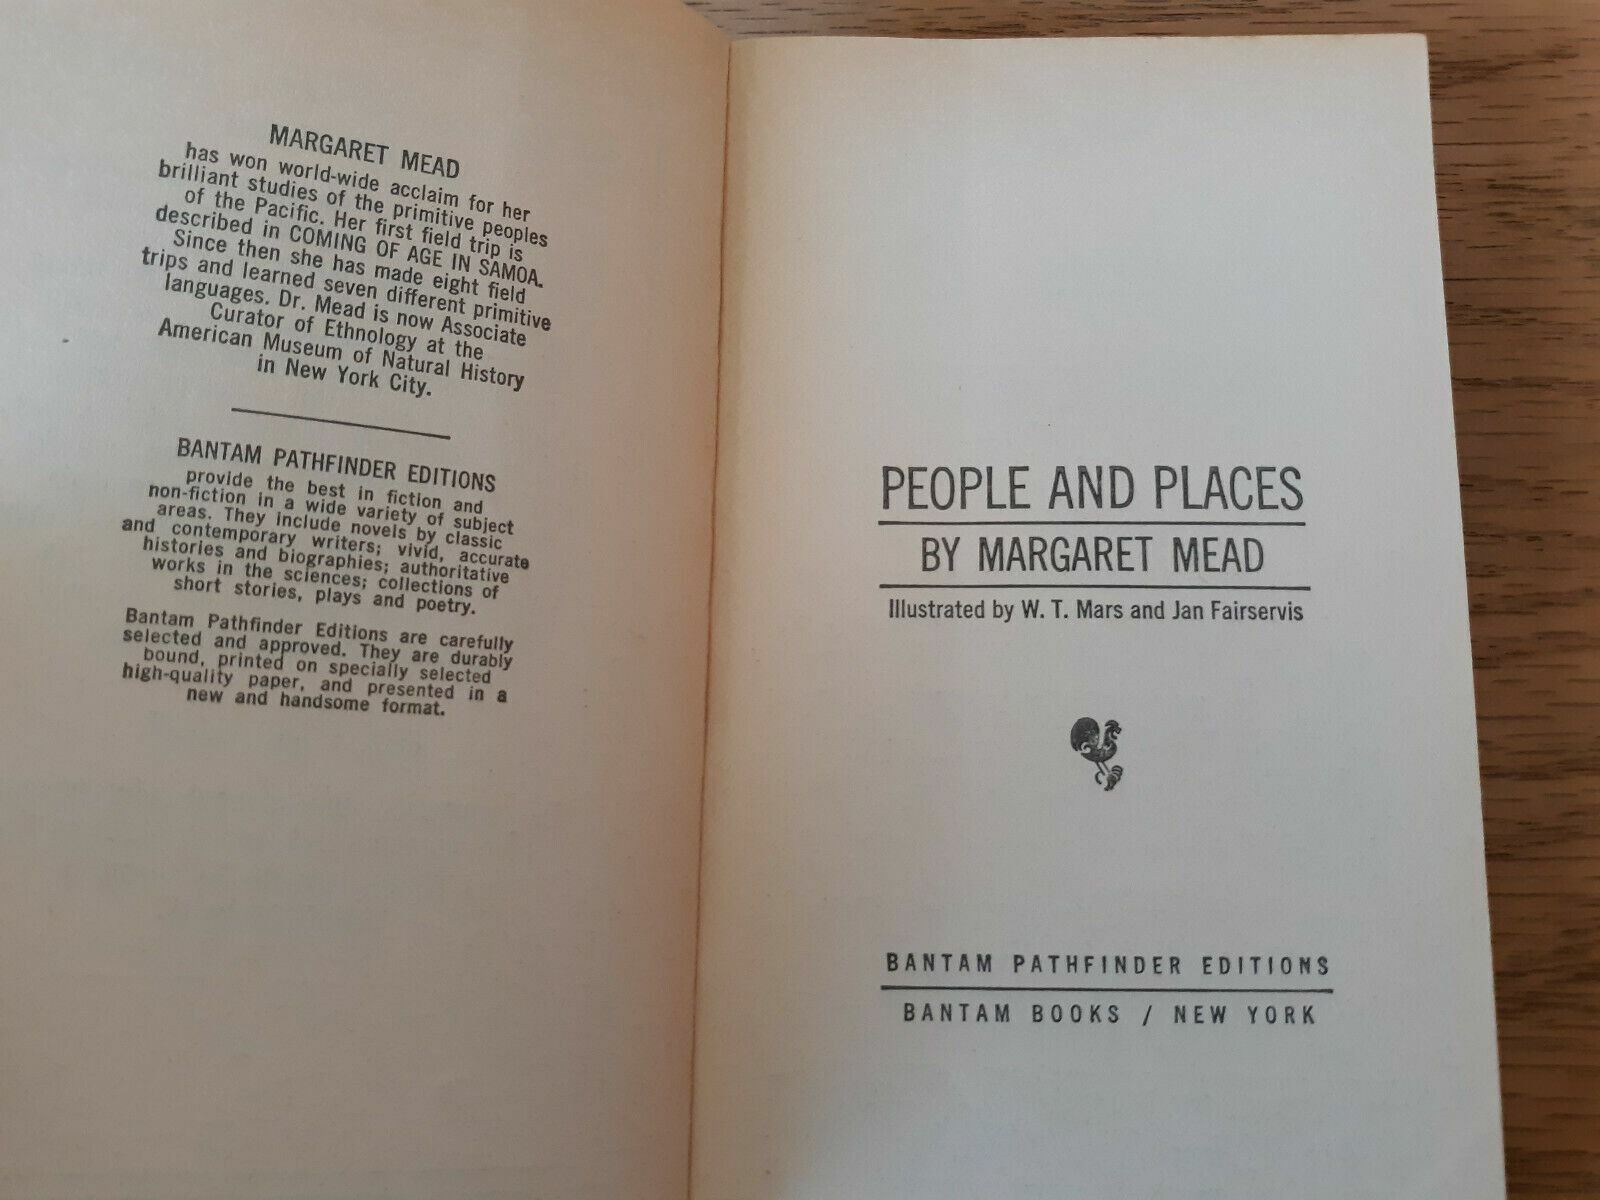 MARGARET MEAD
has won world-wide acclaim for her
brilliant studies of the primitive peoples
of the Pacific. Her first field trip is
described in COMING OF AGE IN SAMOA.
Since then she has made eight field
trips and learned seven different primitive
languages. Dr. Mead is now Associate
Curator of Ethnology at the
American Museum of Natural History
in New York City.
BANTAM PATHFINDER EDITIONS
provide the best in fiction and
non-fiction in a wide variety of subject
areas. They include novels by classic
and contemporary writers; vivid, accurate
histories and biographies; authoritative
works in the sciences; collections of
short stories, plays and poetry.
Bantam Pathfinder Editions are carefully
selected and approved. They are durably
bound, printed on specially selected
high-quality paper, and presented in a
new and handsome format.
PEOPLE AND PLACES
BY MARGARET MEAD
Illustrated by W. T. Mars and Jan Fairservis
BANTAM PATHFINDER EDITIONS
BANTAM BOOKS / NEW YORK